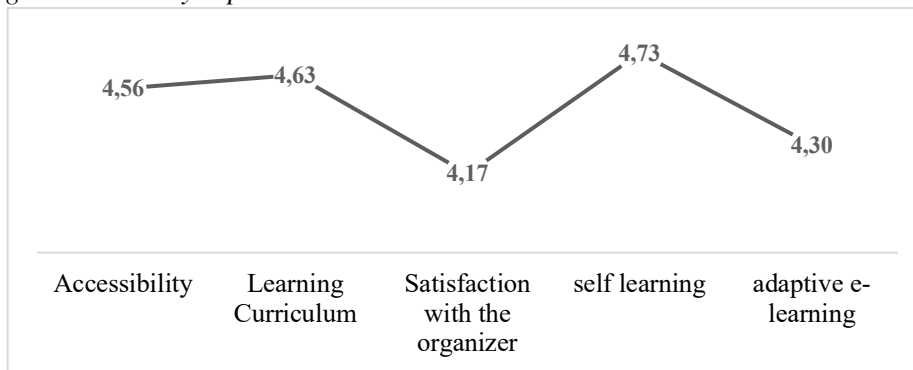 4,56
4,63
4,17
4,73
4,30
Accessibility
Learning
Curriculum
Satisfaction
with the
organizer
self learning
adaptive e-
learning